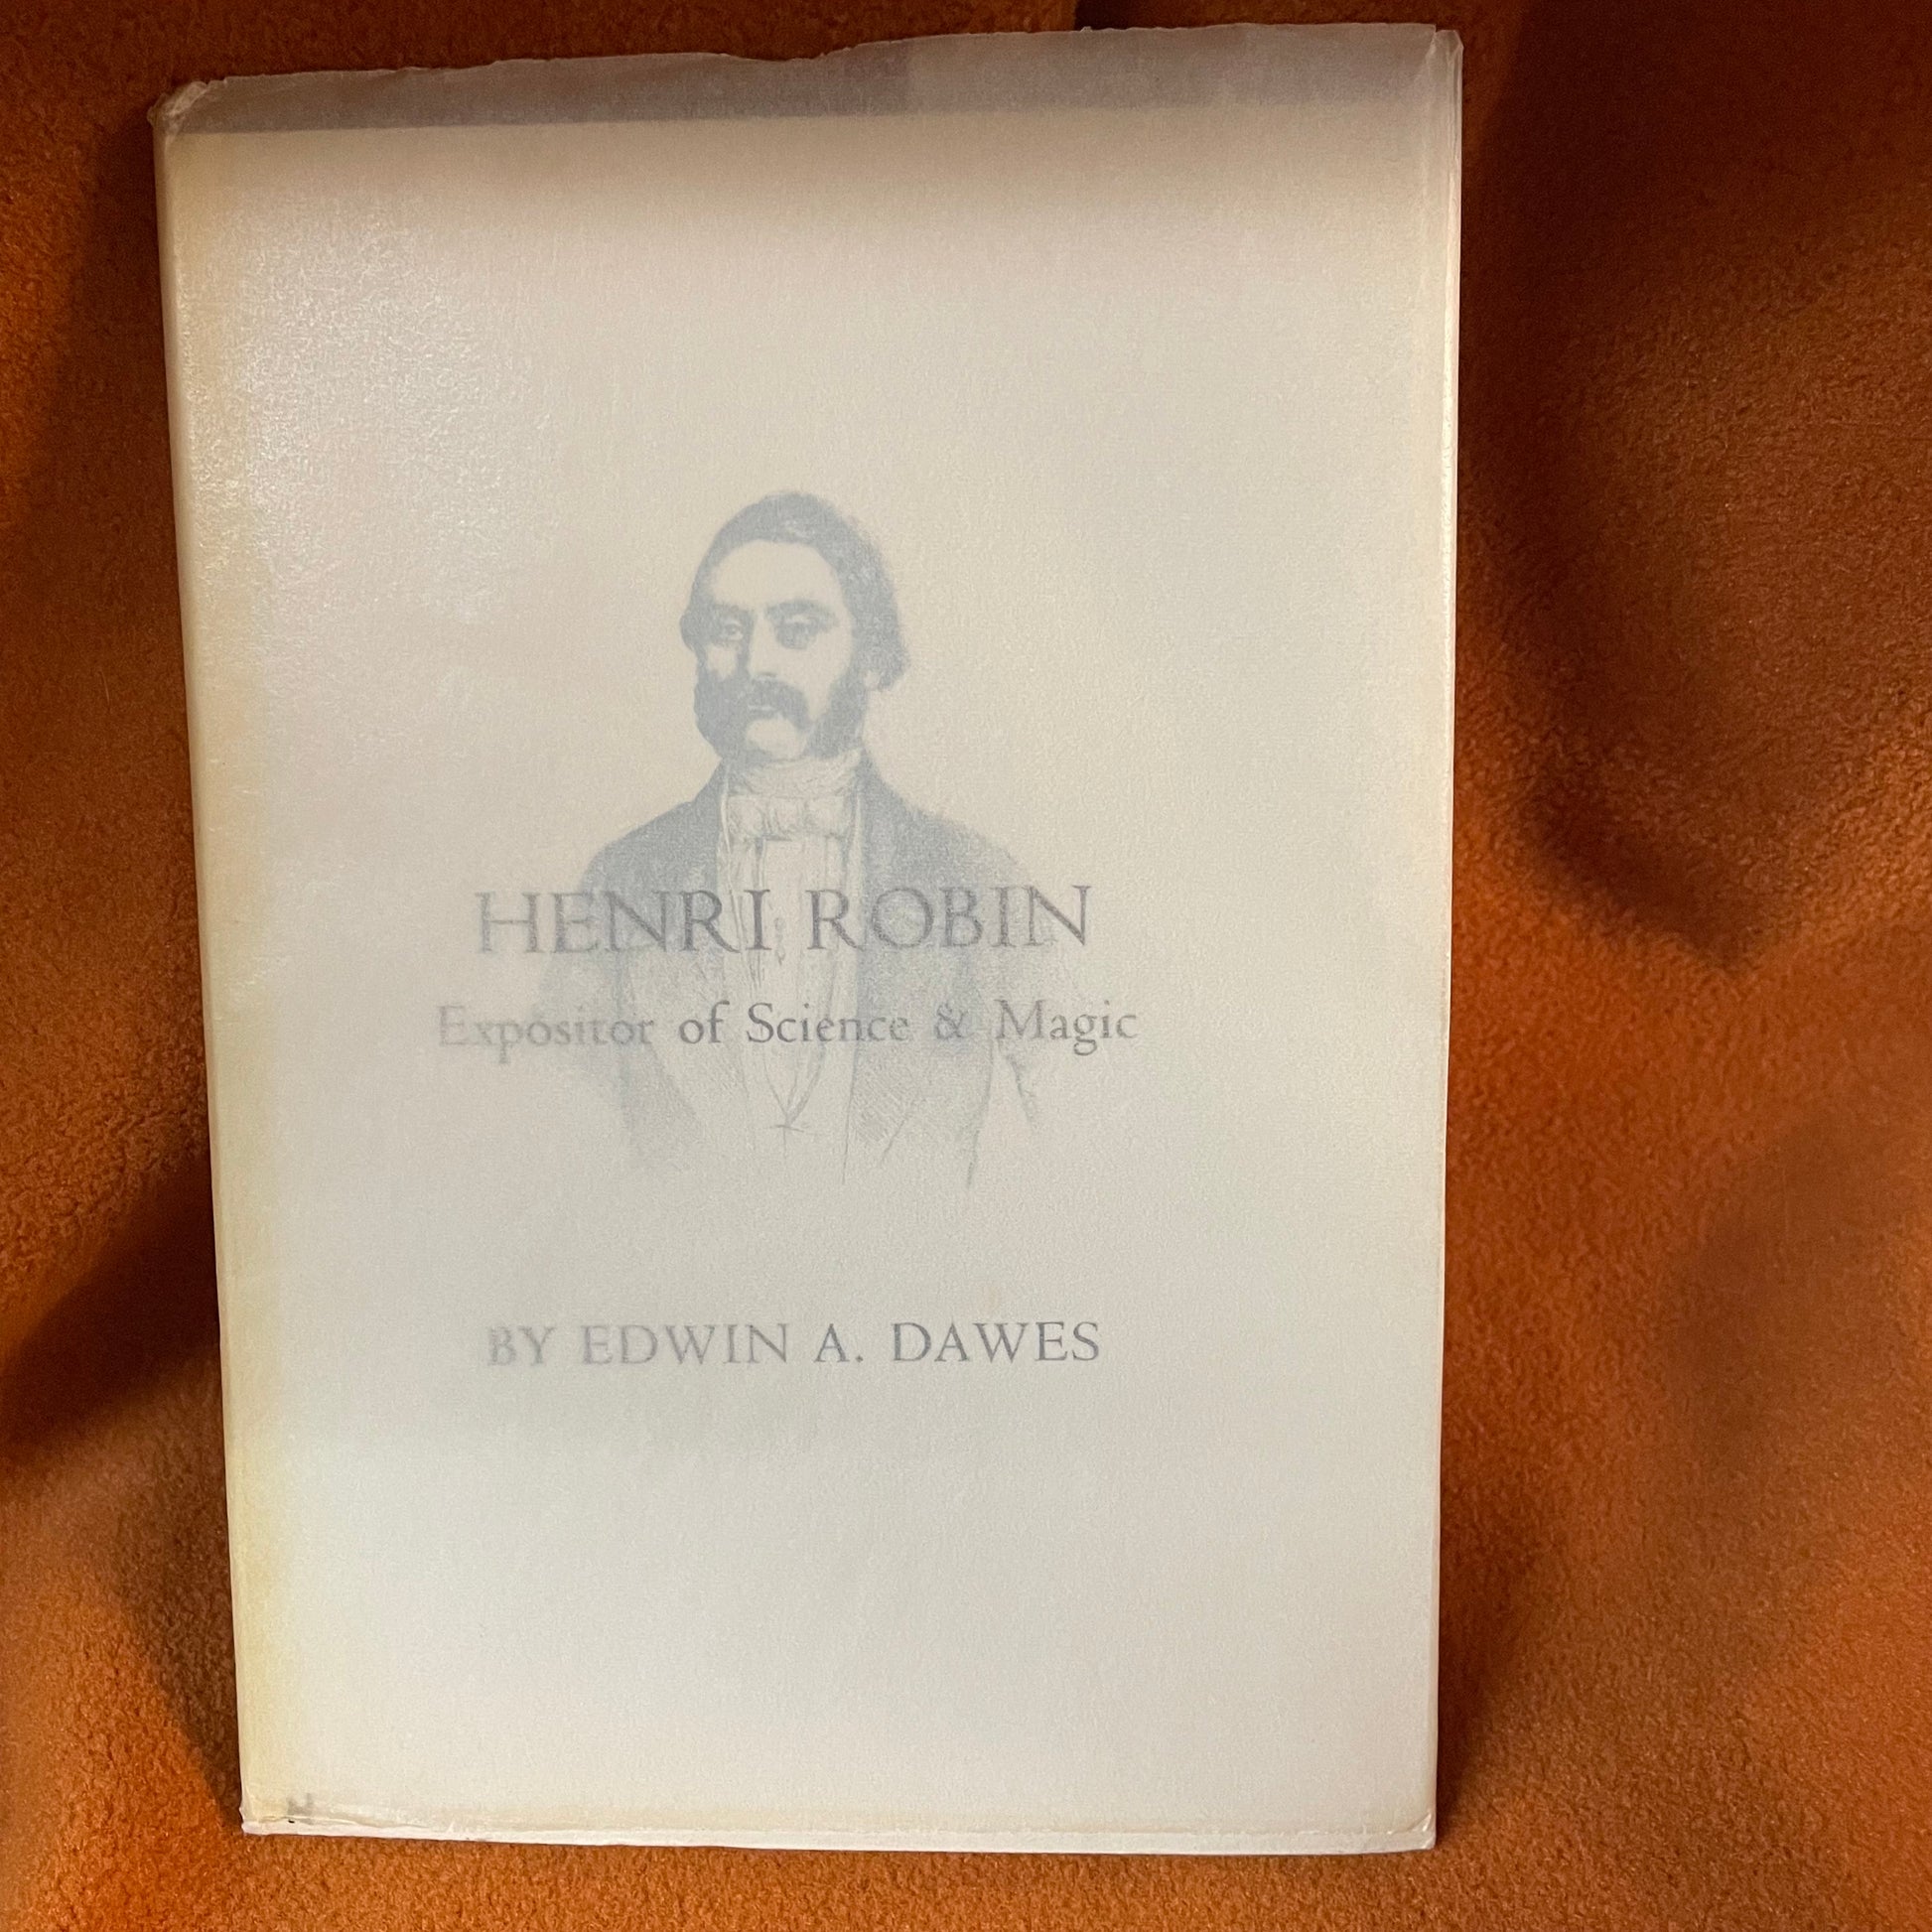 HENRI ROBIN
Expositor of Science & Magic
BY EDWIN A. DAWES